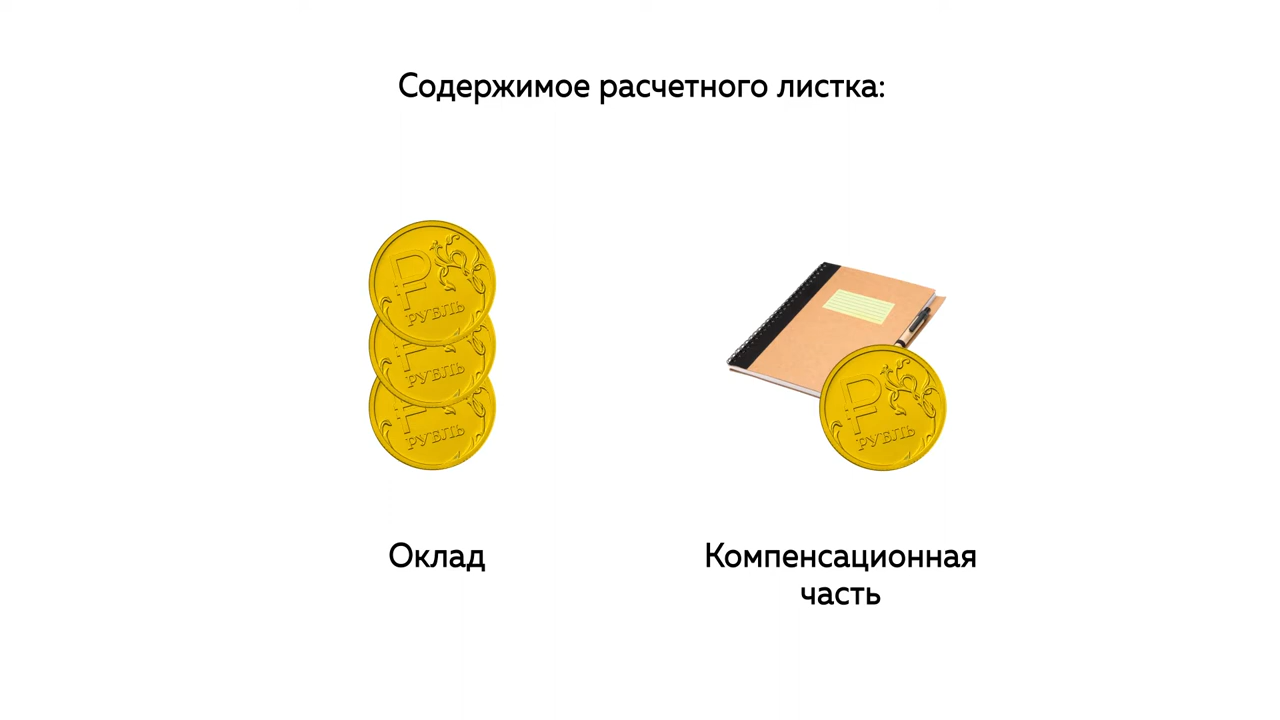 Содержимое расчетного листка:
РУБЛЬ
РУБЛЬ
РУБЛЬ
РУБЛЬ
Оклад
Компенсационная
часть